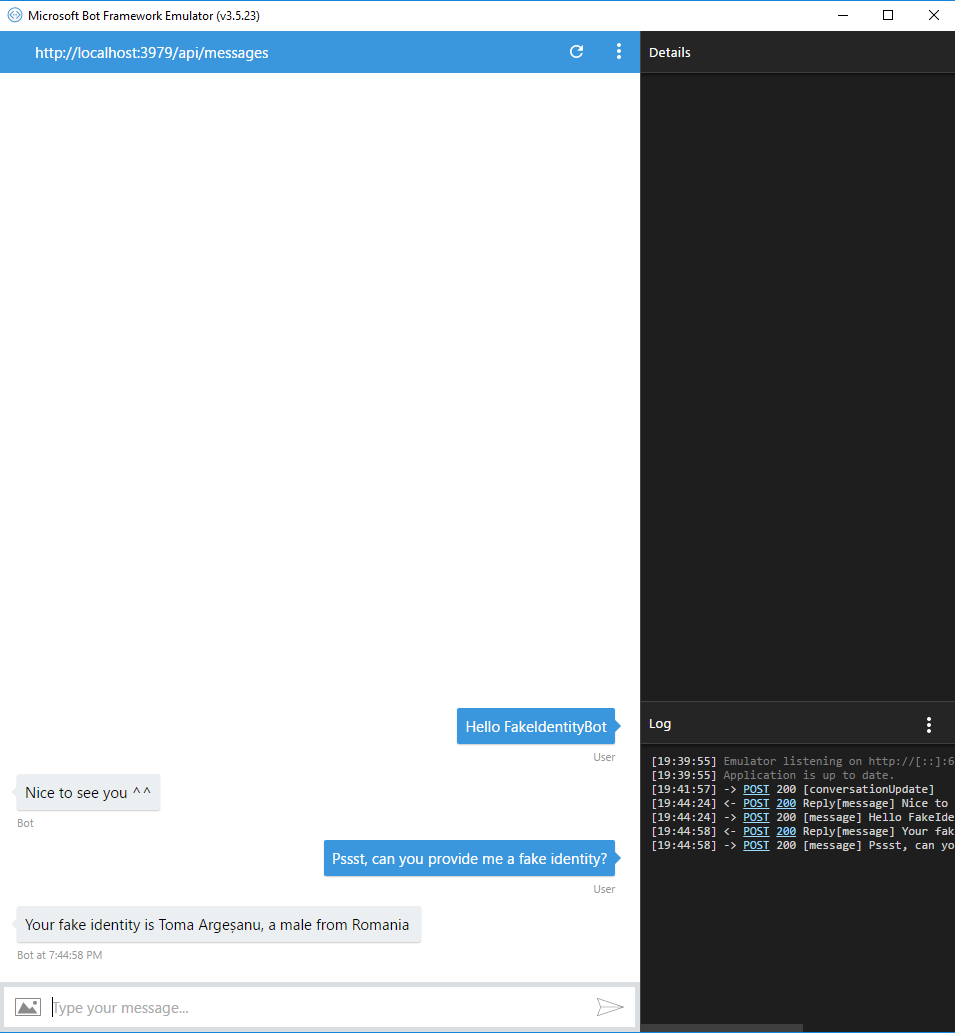 Microsoft Bot Framework Emulator (v3.5.23)
http://localhost:3979/api/messages
Details
Hello FakeIdentityBot
User
Nice to see you ^^
Bot
Pssst, can you provide me a fake identity?
User
Your fake identity is Toma Argeșanu, a male from Romania
Bot at 7:44:58 PM
Type your message...
Log
[19:39:55] Emulator listening on http://[::]:6
[19:39:55] Application is up to date.
[19:41:57] -> POST 200 [conversationUpdate]
[19:44:24] <- POST 200 Reply[message] Nice to
[19:44:24] -> POST 200 [message] Hello FakeIde
[19:44:58] <- POST 200 Reply[message] Your fak
[19:44:58] -> POST 200 [message] Pssst, can yo